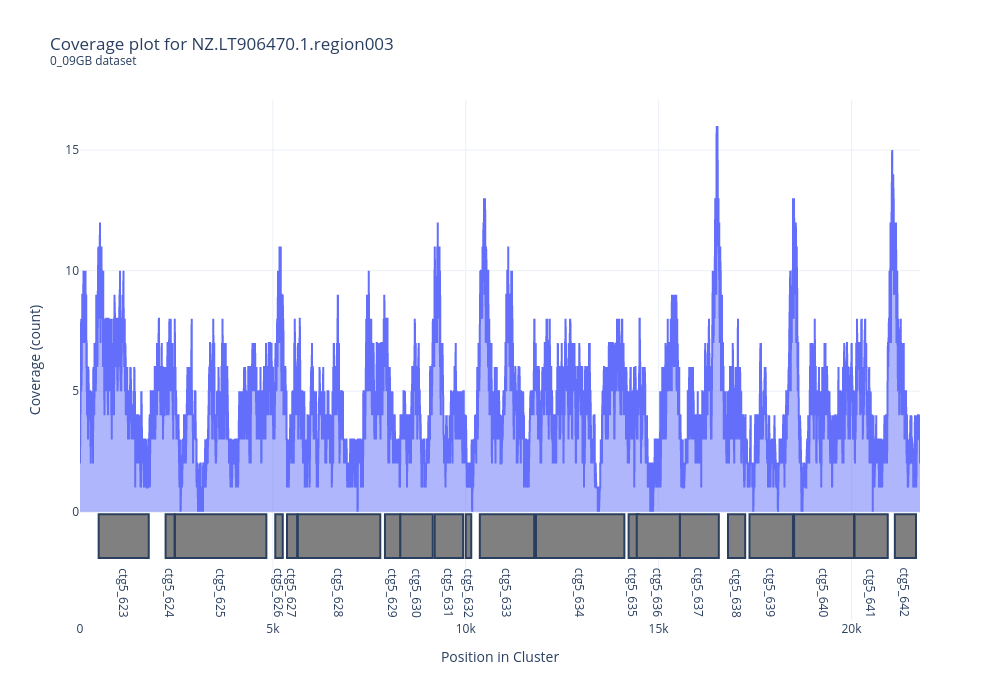 Coverage plot for NZ.LT906470.1.region003
0_09GB dataset
15
10
5
0
Coverage (count)
ctg5_623
ctg5_624
ctg5_625
ctg5_626
ctg5_627
ctg5_628
ctg5_629
ctg5_630
ctg5_631
ctg5_632
ctg5_633
ctg5_634
ctg5_635
ctg5_636
ctg5_637
ctg5_638
ctg5_639
ctg5_640
ctg5_641
ctg5_642
0 5k 10k 15k 20k
Position in Cluster